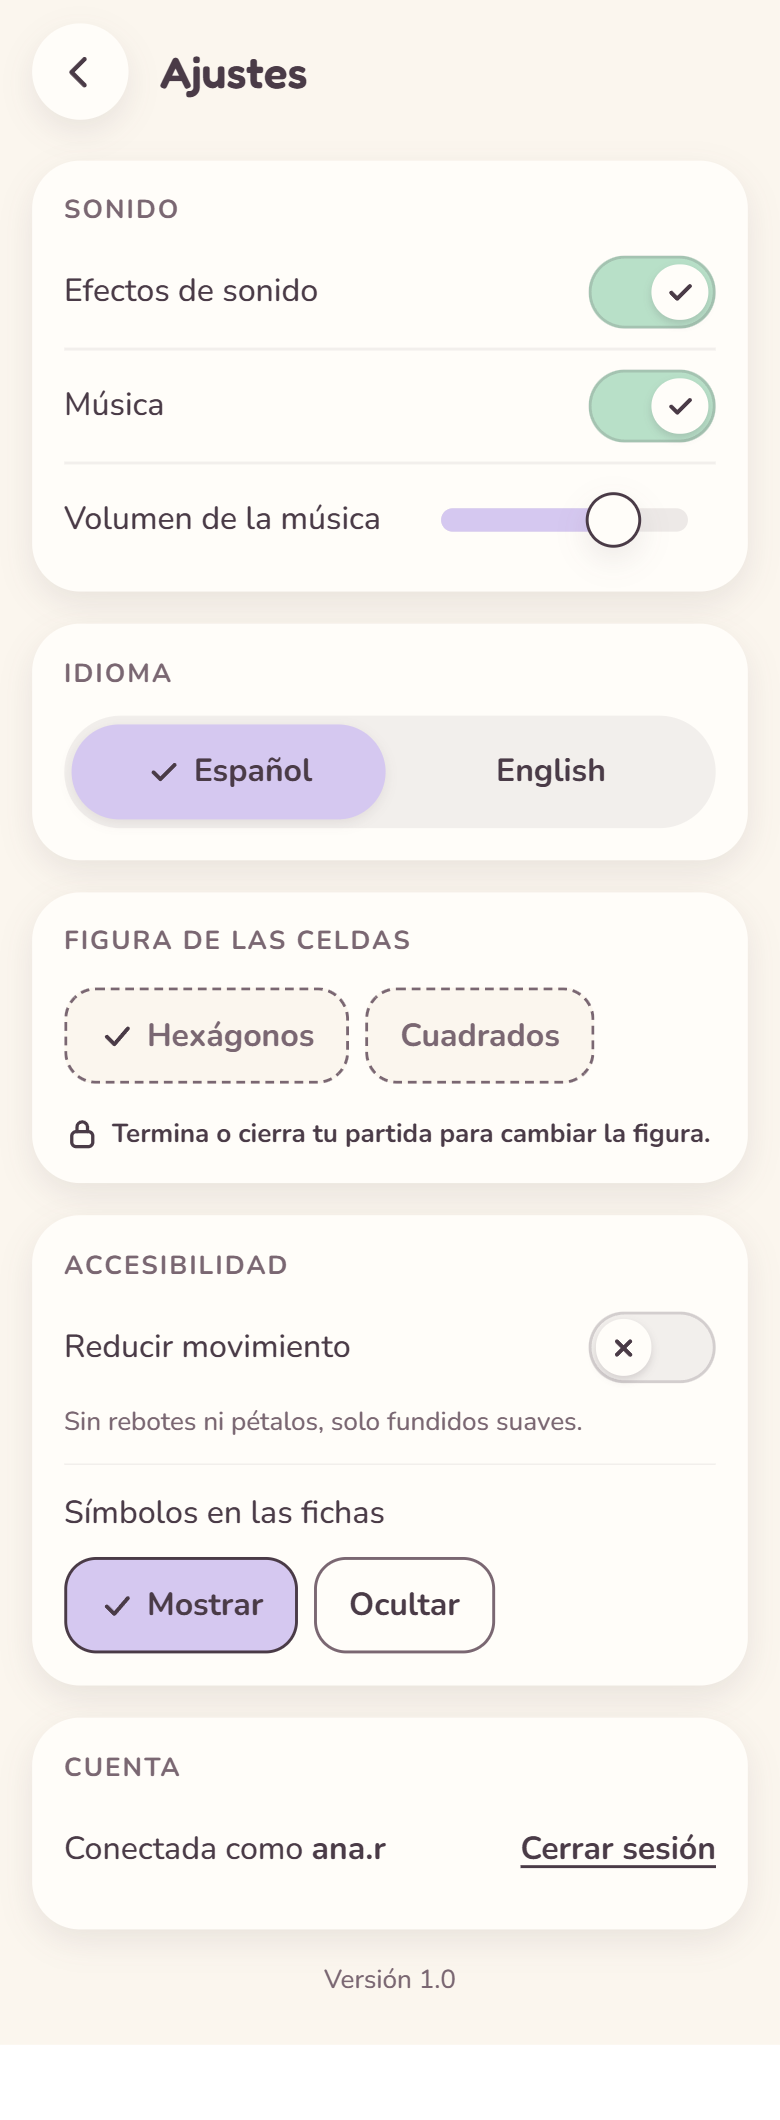 Ajustes
SONIDO
Efectos de sonido
Música
Volumen de la música
IDIOMA
Español English
FIGURA DE LAS CELDAS
Hexágonos Cuadrados
Termina o cierra tu partida para cambiar la figura.
ACCESIBILIDAD
Reducir movimiento
Sin rebotes ni pétalos, solo fundidos suaves.
Símbolos en las fichas
Mostrar Ocultar
CUENTA
Conectada como ana.r Cerrar sesión
Versión 1.0